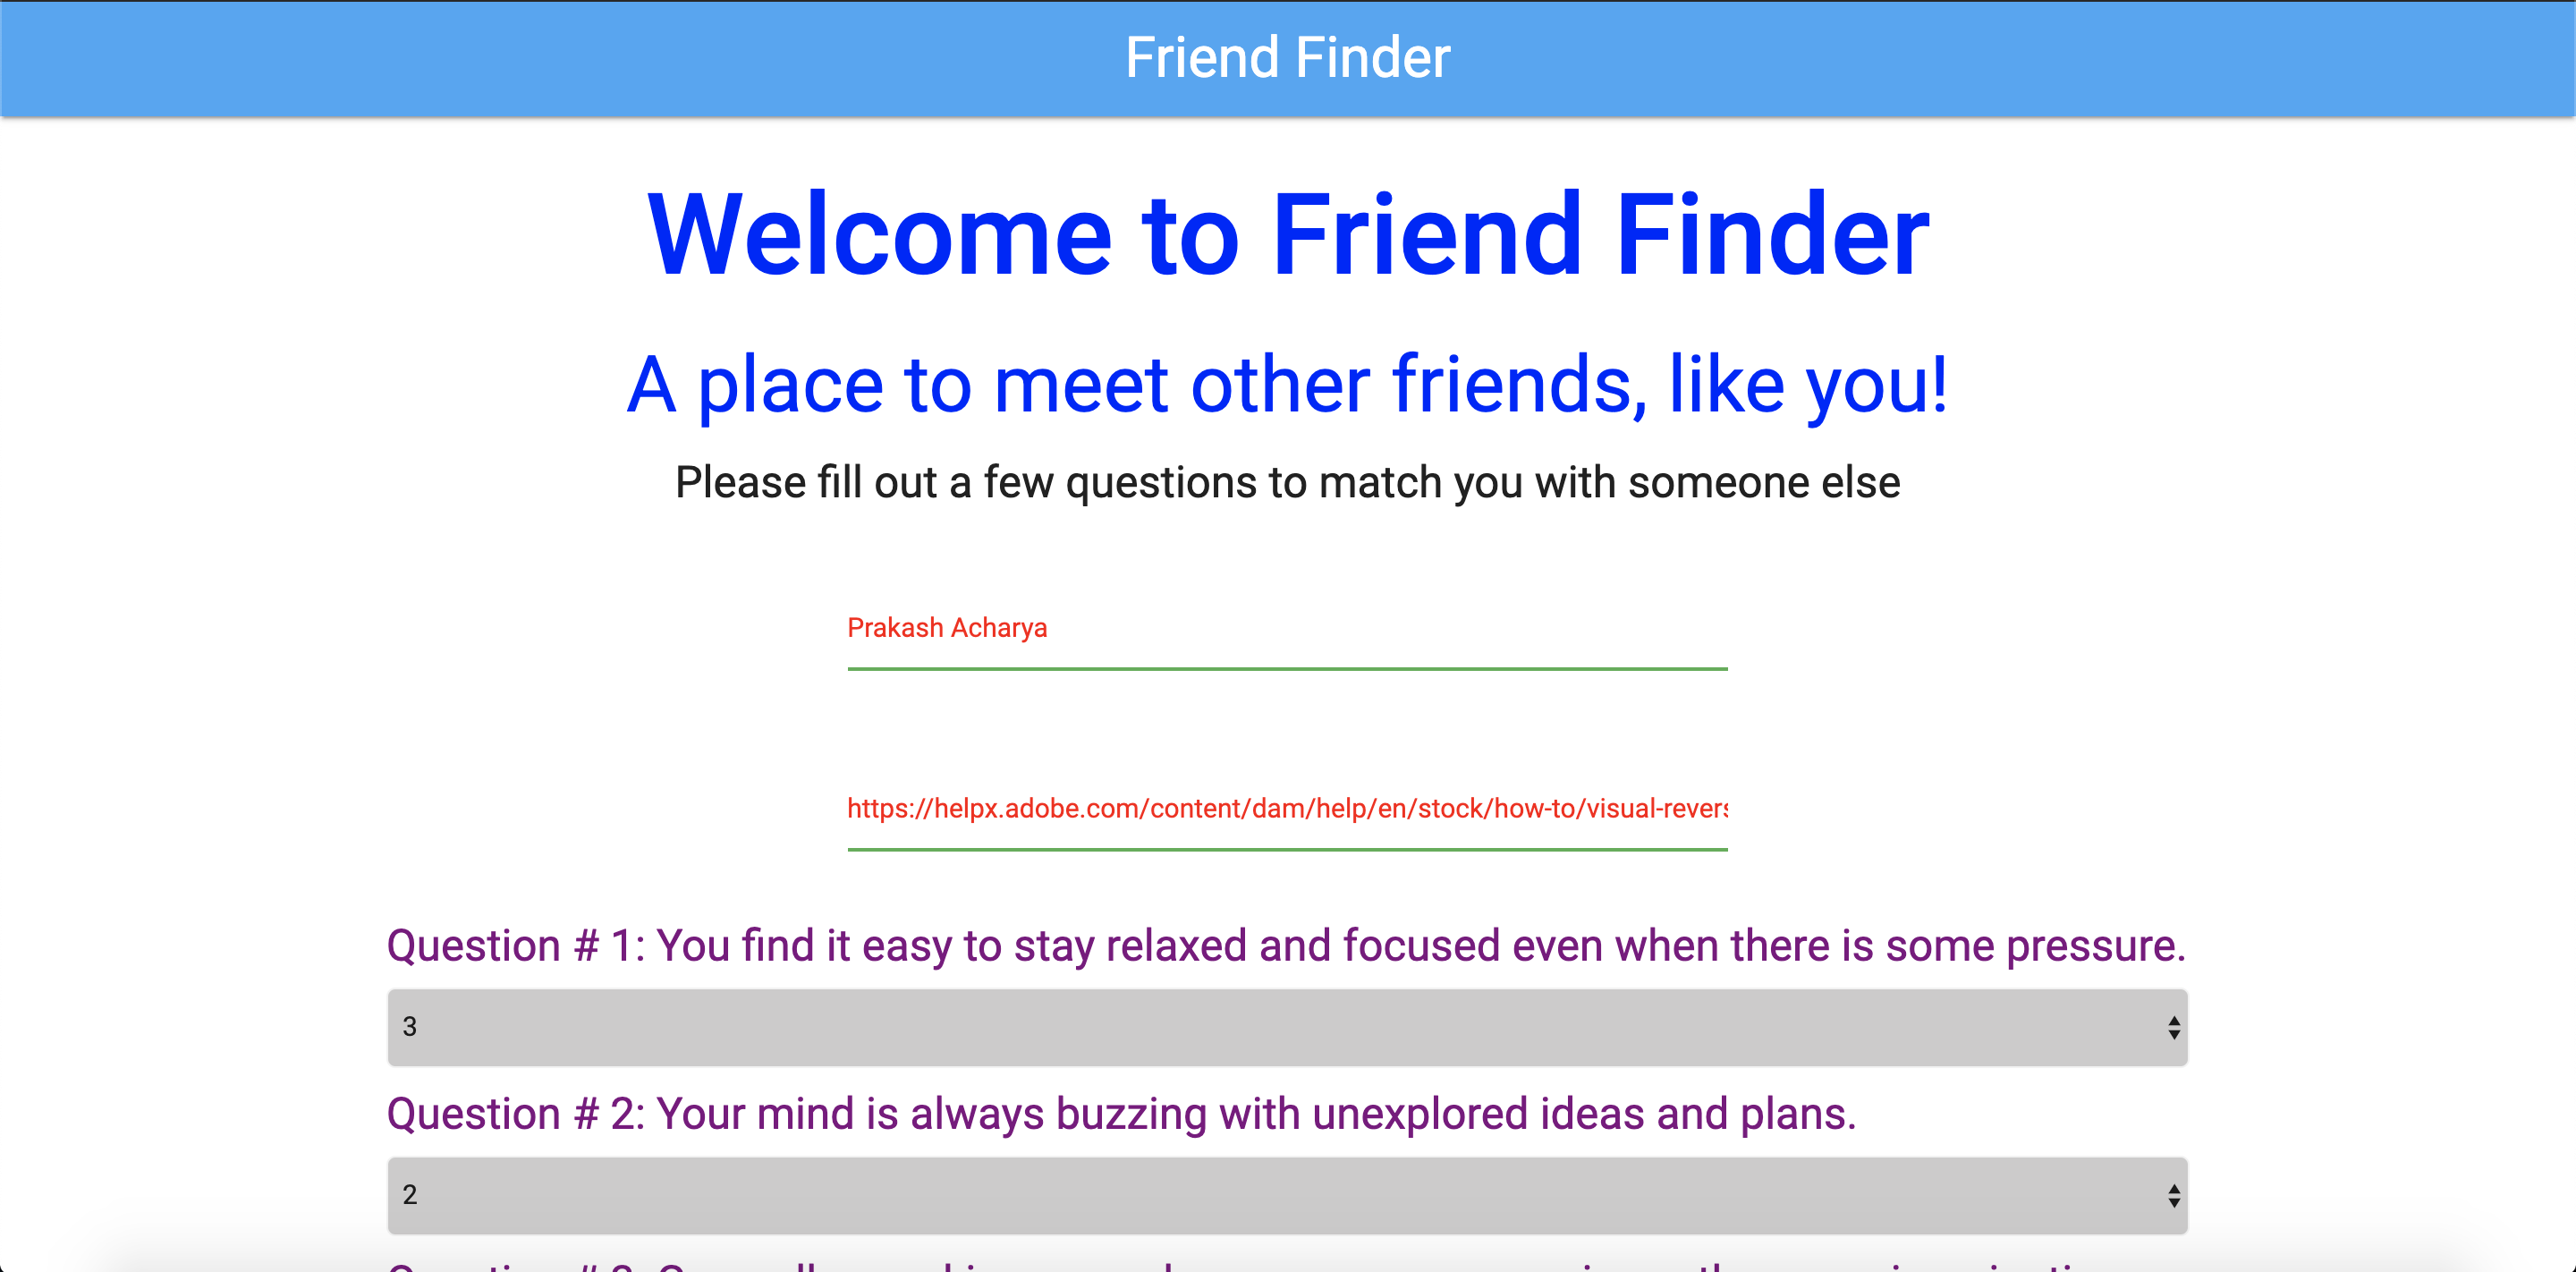 Friend Finder
Welcome to Friend Finder
A place to meet other friends, like you!
Please fill out a few questions to match you with someone else
Prakash Acharya
https://helpx.adobe.com/content/dam/help/en/stock/how-to/visual-revers
Question # 1: You find it easy to stay relaxed and focused even when there is some pressure.
3
Question # 2: Your mind is always buzzing with unexplored ideas and plans.
2